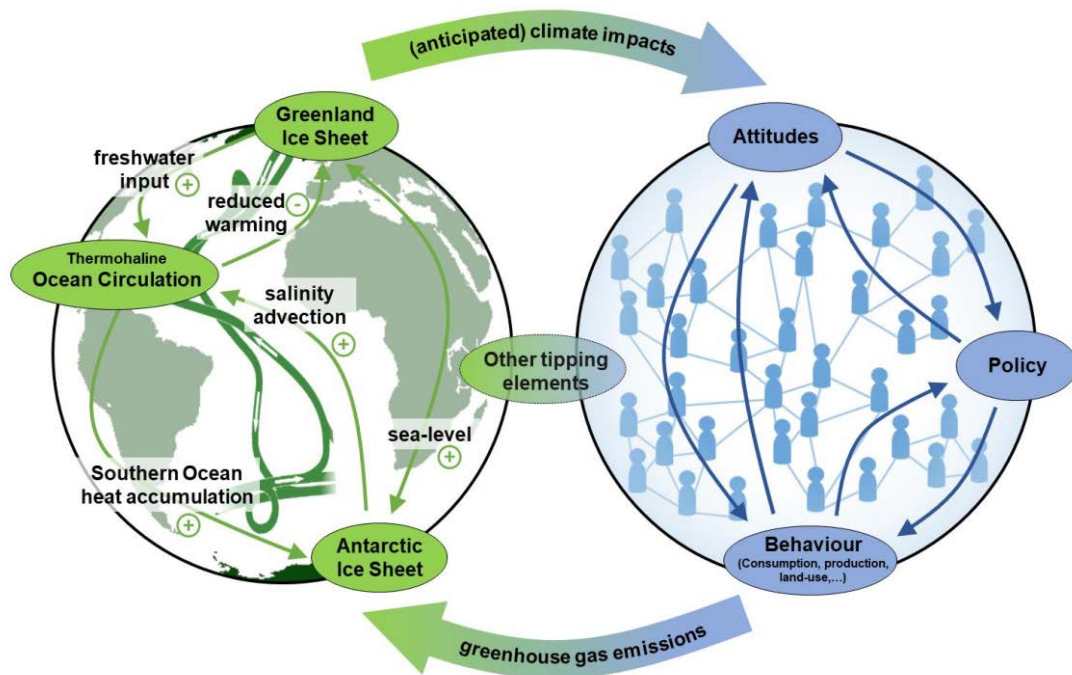 (anticipated) climate impacts
Greenland
Ice Sheet
freshwater
input +
reduced -
warming
Thermohaline
Ocean Circulation
salinity
advection
+
sea-level
+
Southern Ocean
heat accumulation
+
Antarctic
Ice Sheet
Other tipping
elements
Attitudes
Policy
Behaviour
(Consumption, production,
land-use,...)
greenhouse gas emissions